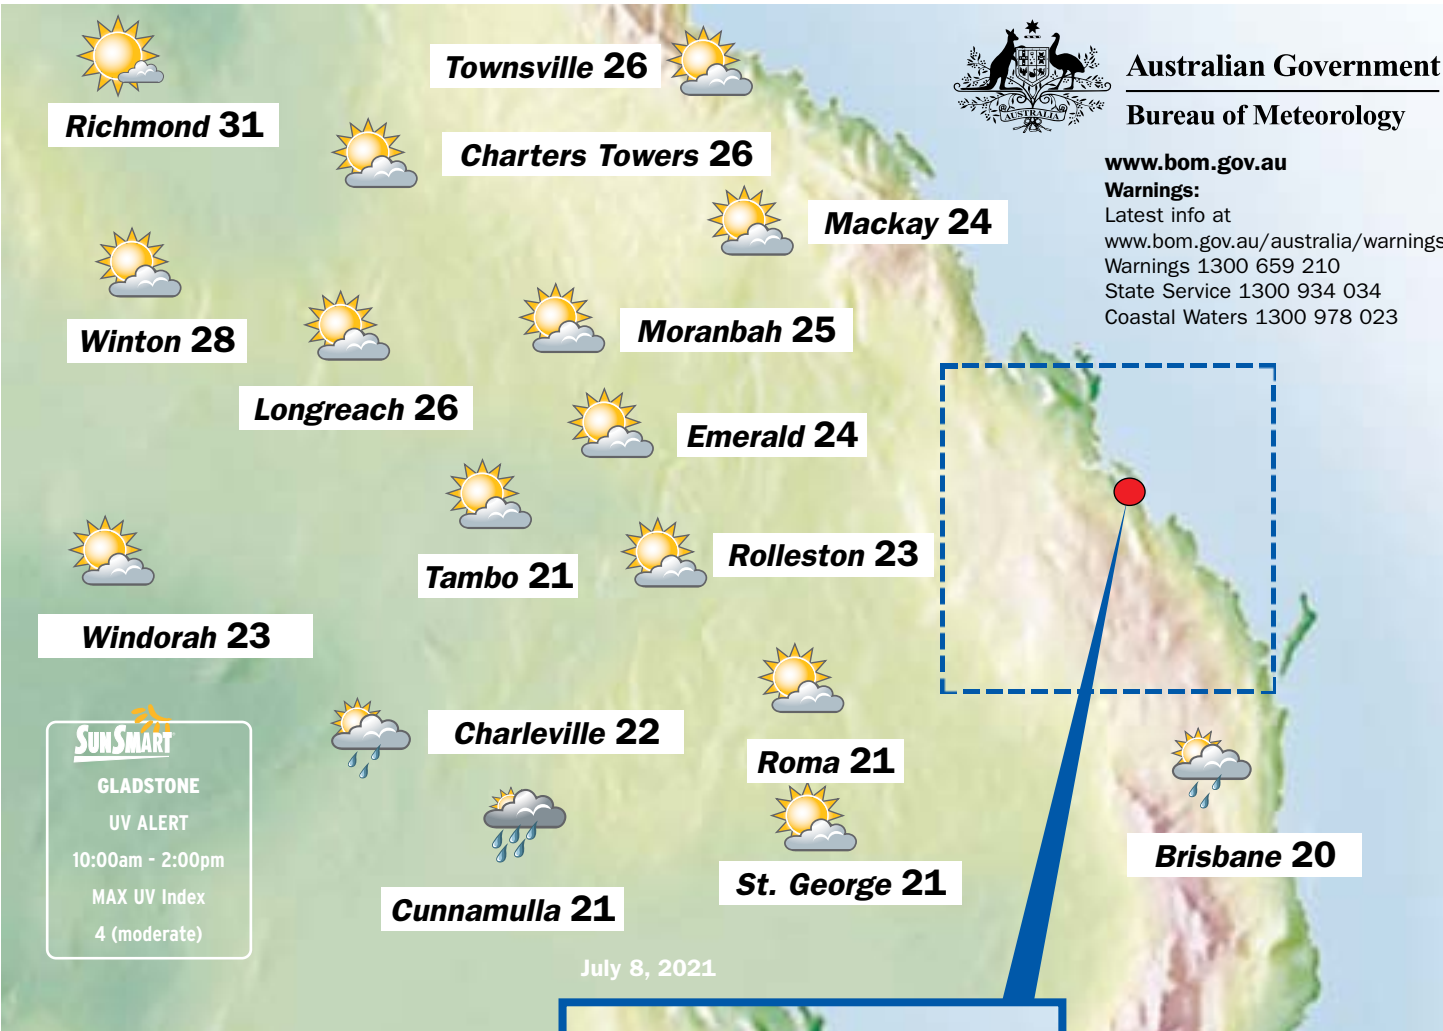 Richmond 31
Townsville 26
Charters Towers 26
Mackay 24
Winton 28
Longreach 26
Moranbah 25
Emerald 24
Tambo 21
Rolleston 23
Windorah 23
Charleville 22
Roma 21
Cunnamulla 21
St. George 21
Brisbane 20
AUSTRALIA
Australian Government
Bureau of Meteorology
www.bom.gov.au
Warnings:
Latest info at
www.bom.gov.au/australia/warnings
Warnings 1300 659 210
State Service 1300 934 034
Coastal Waters 1300 978 023
SUNSMART
GLADSTONE
UV ALERT
10:00am - 2:00pm
MAX UV Index
4 (moderate)
July 8, 2021